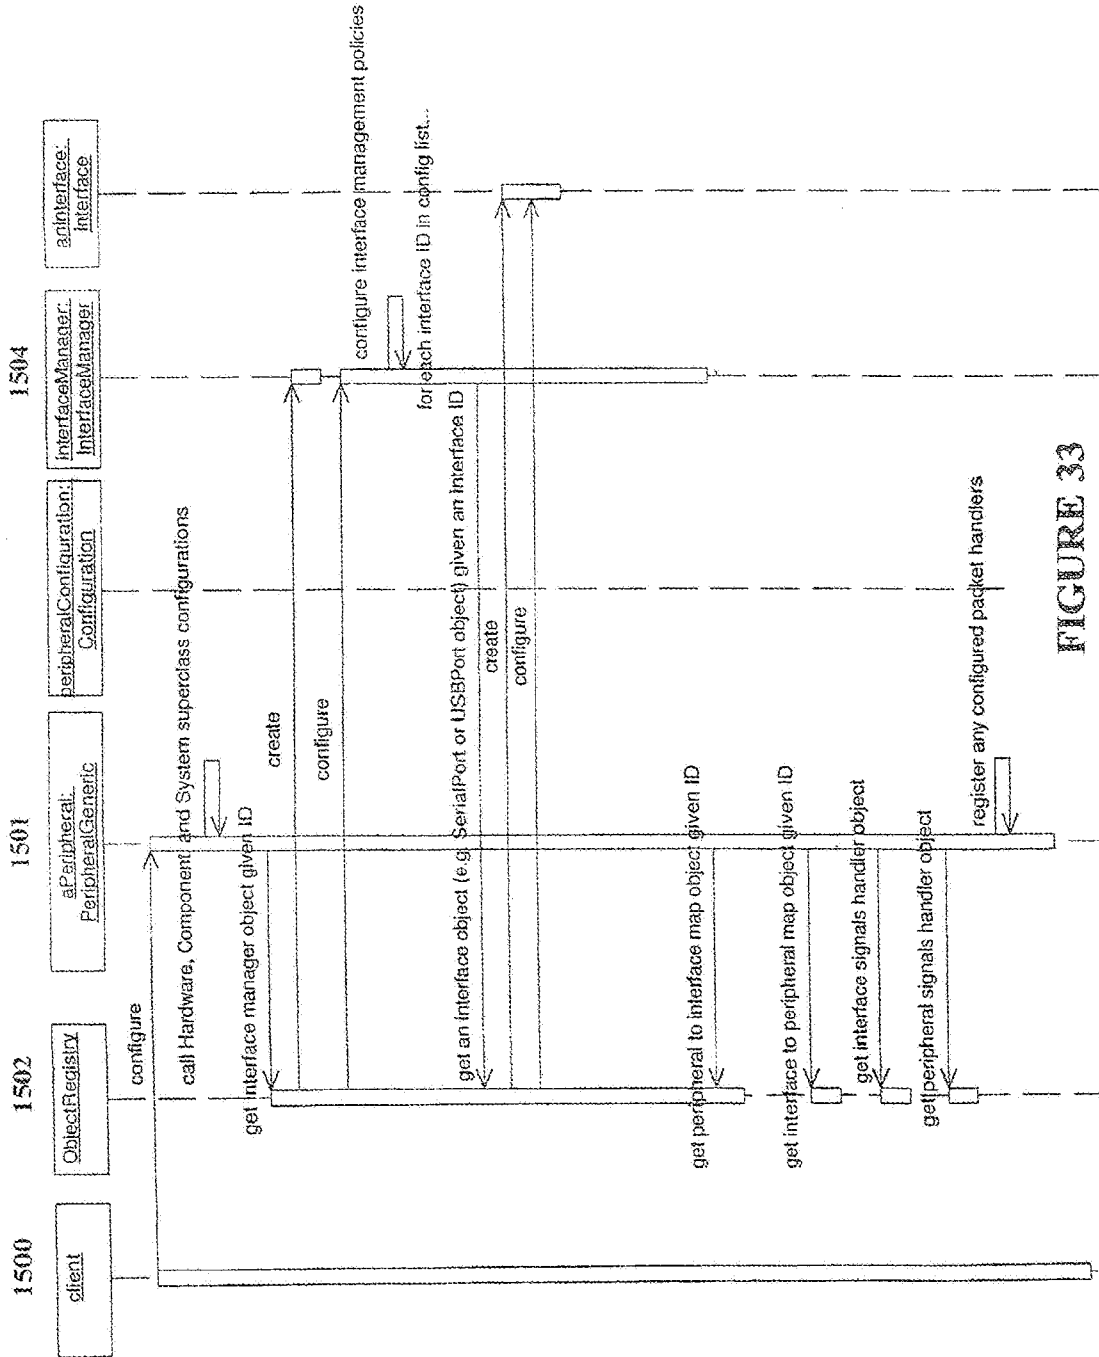 1500
1502
1501
1504
client
ObjectRegistry
aPeripheral:
PeripheralGeneric
peripheralConfiguration:
Configuration
interfaceManager:
InterfaceManager
anInterface:
Interface
configure
call Hardware, Component, and System superclass configurations
get interface manager object given ID
create
configure
configure interface management policies
for each interface ID in config list...
get an interface object (e.g. SerialPort or USBPort object) given an interface ID
create
configure
get peripheral to interface map object given ID
get interface to peripheral map object given ID
get interface signals handler object
get peripheral signals handler object
register any configured packet handlers
FIGURE 33